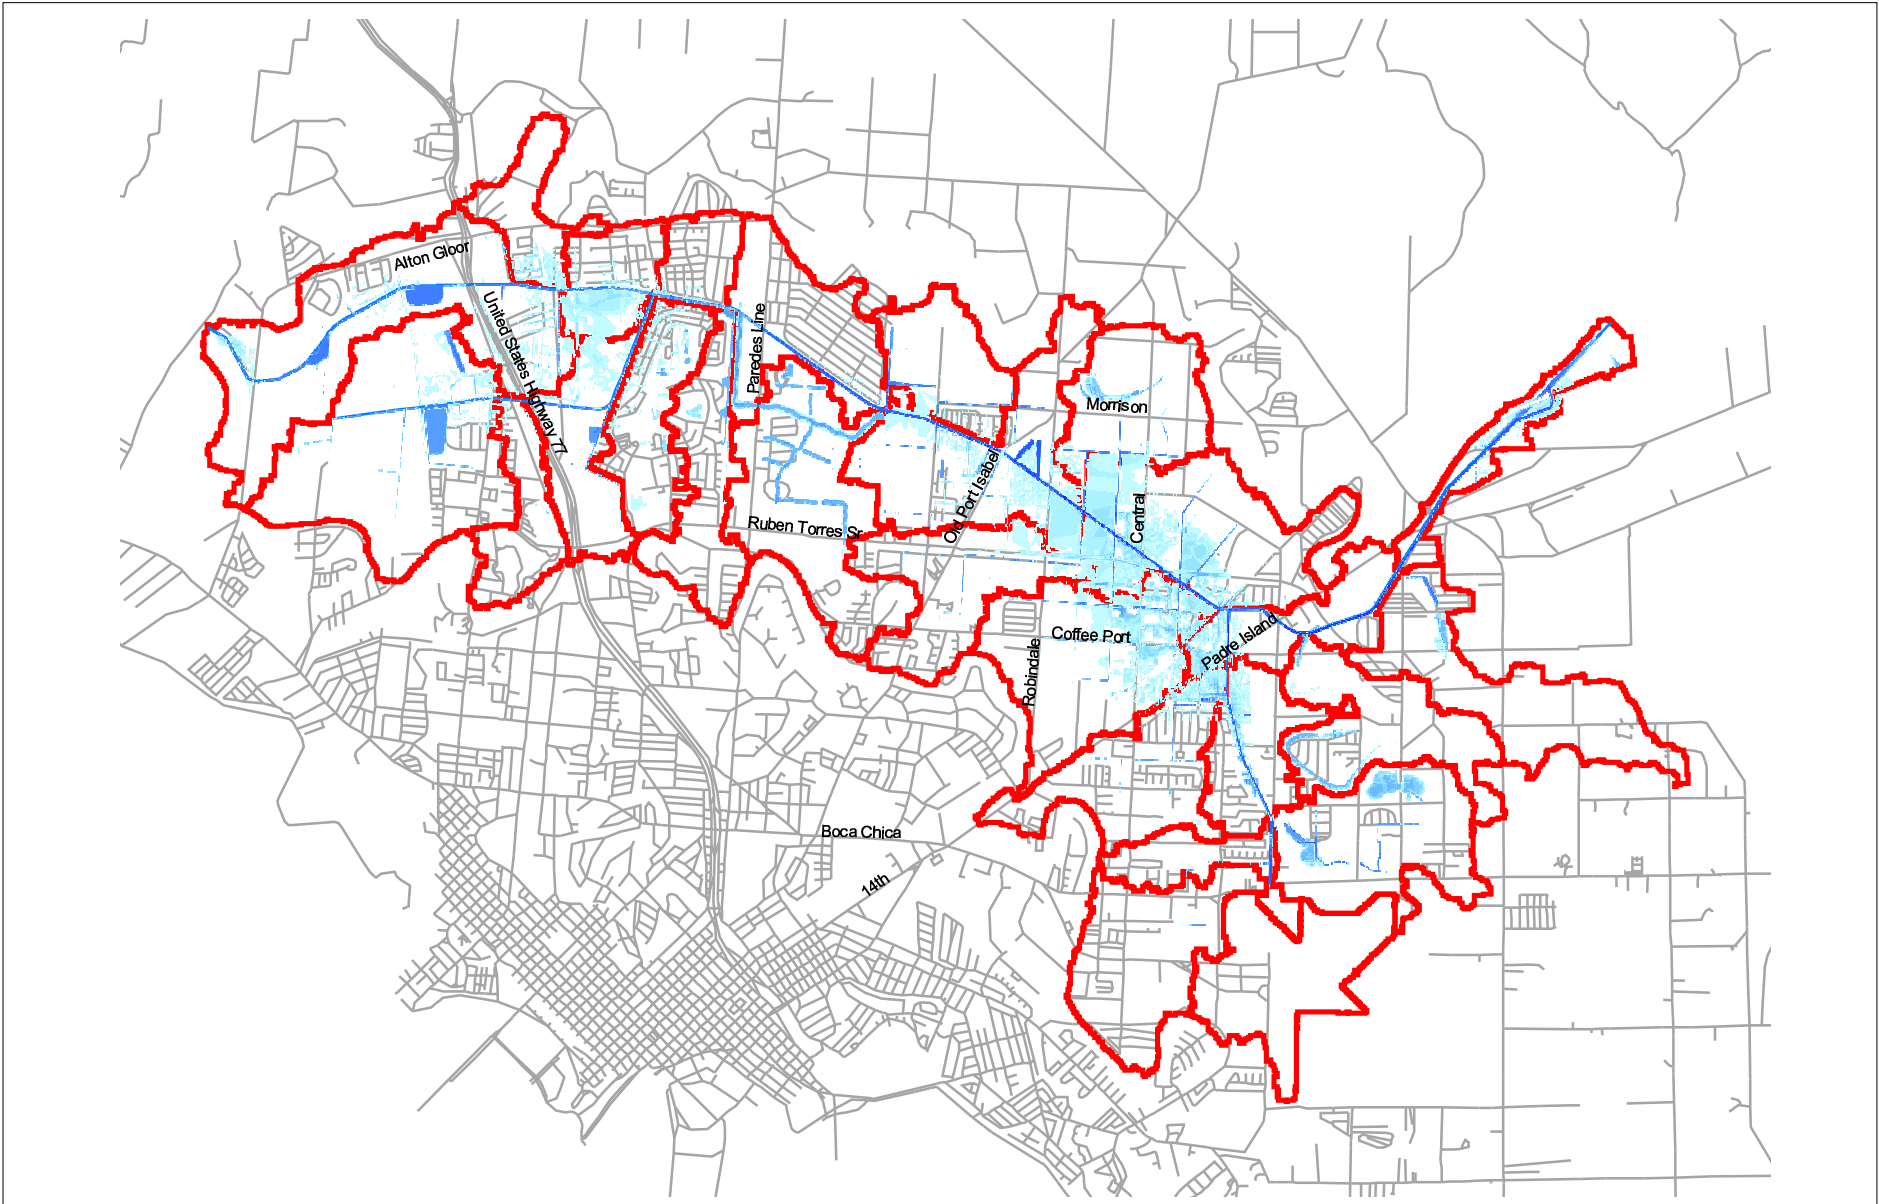 Alton Gloor
United States Highway 77
Paredes Line
Morrison
Old Port Isabel
Central
Ruben Torres Sr
Coffee Port
Padre Island
Robindale
Boca Chica
14th